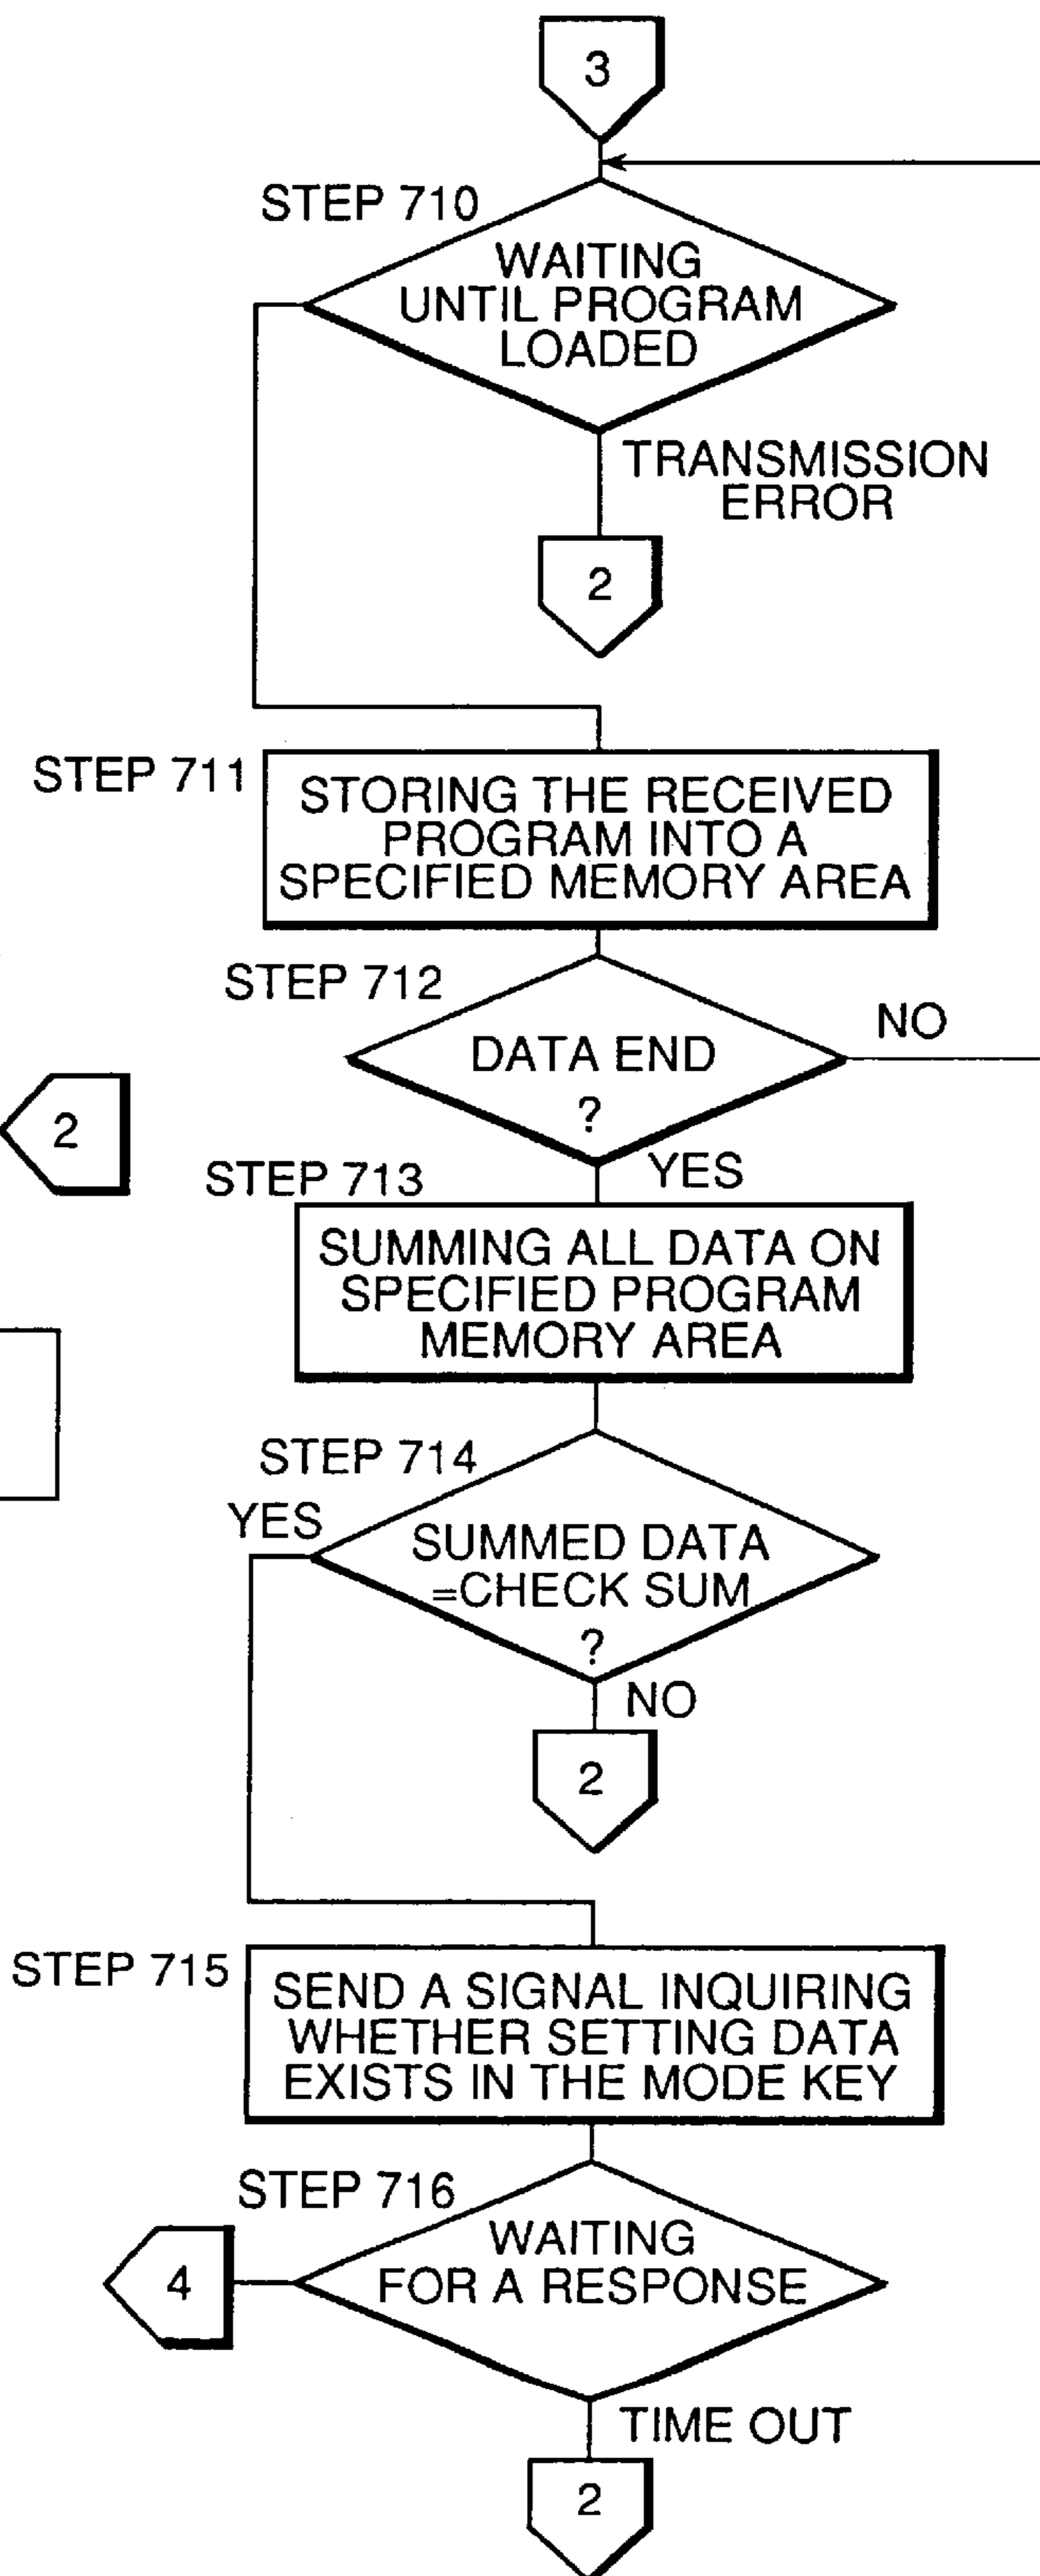 3
STEP 710
WAITING
UNTIL PROGRAM
LOADED
TRANSMISSION
ERROR
2
STEP 711
STORING THE RECEIVED
PROGRAM INTO A
SPECIFIED MEMORY AREA
STEP 712
DATA END
?
NO
YES
2
STEP 713
SUMMING ALL DATA ON
SPECIFIED PROGRAM
MEMORY AREA
STEP 714
YES
SUMMED DATA
=CHECK SUM
?
NO
2
STEP 715
SEND A SIGNAL INQUIRING
WHETHER SETTING DATA
EXISTS IN THE MODE KEY
STEP 716
WAITING
FOR A RESPONSE
4
TIME OUT
2